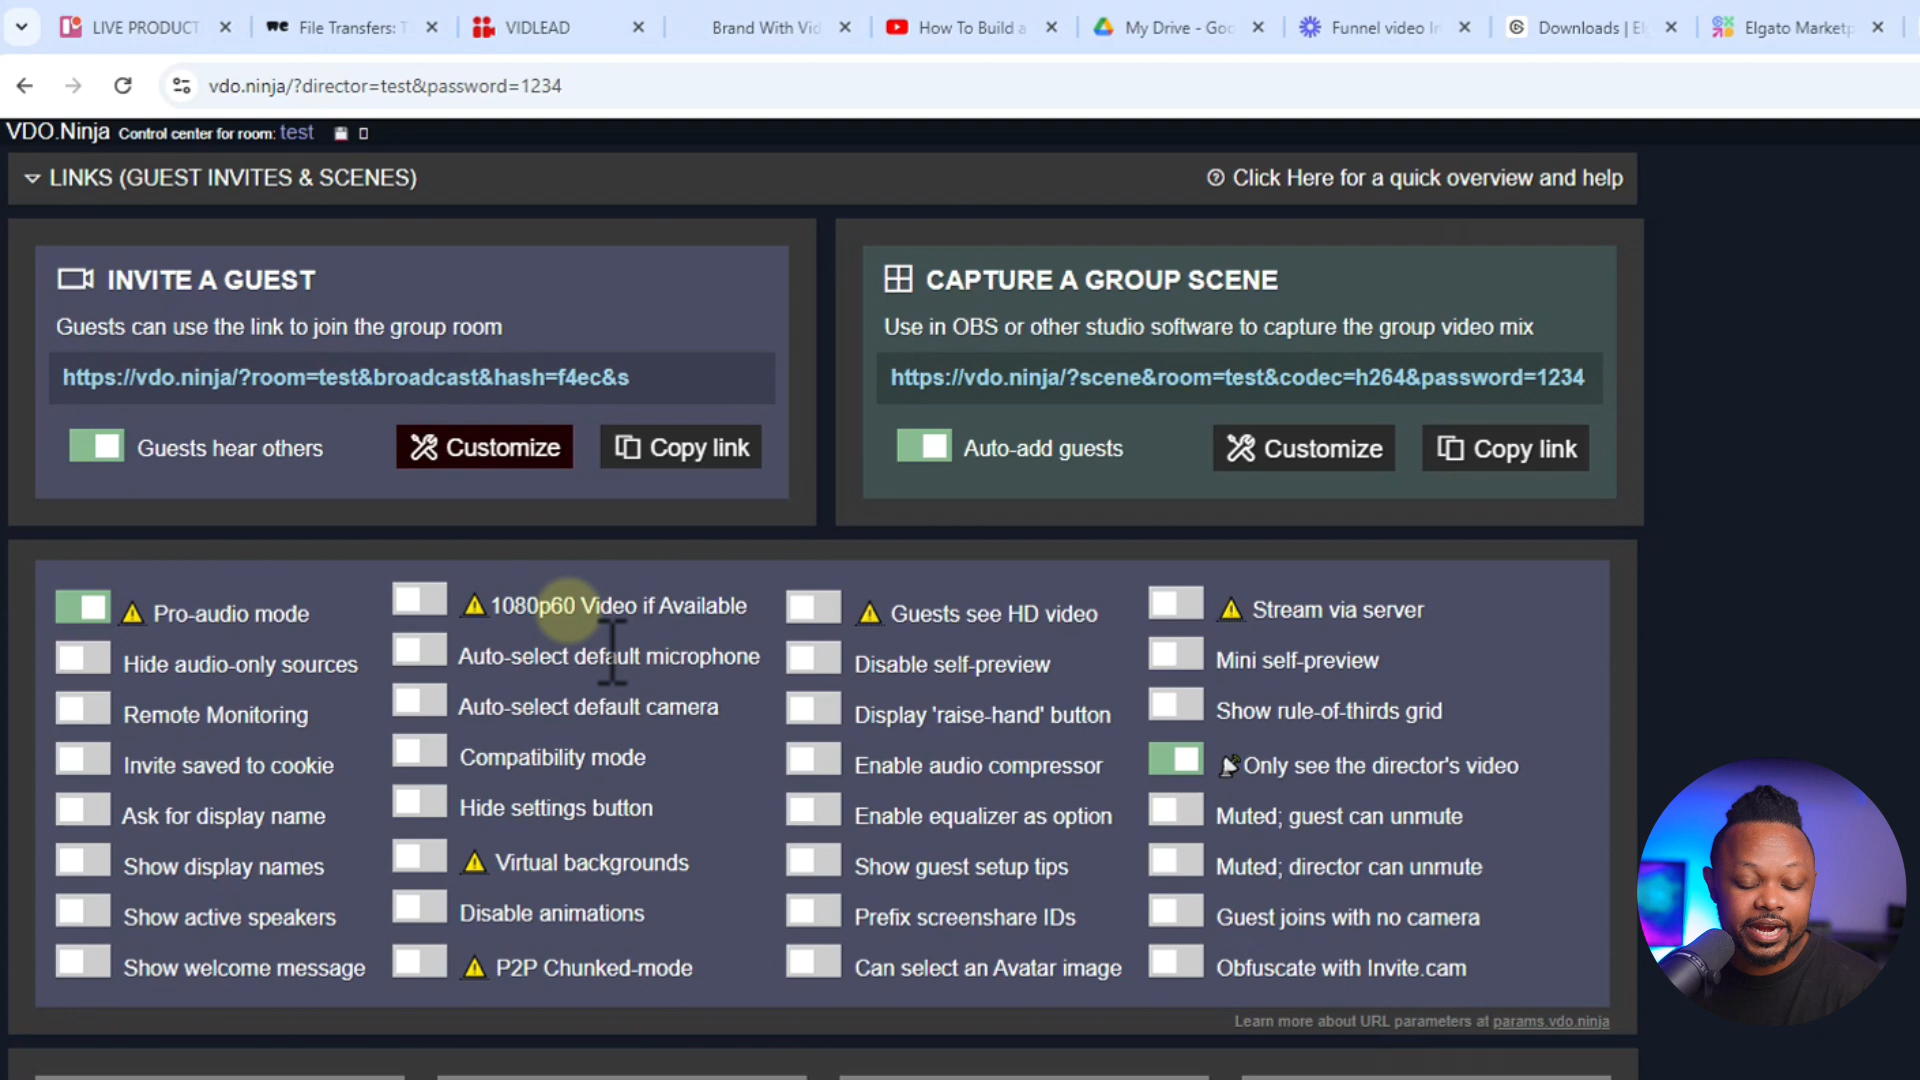 LIVE PRODUCT
File Transfers: T
VIDLEAD
Brand With Vid
How To Build a
My Drive - Goo
Funnel video In
Downloads | El
Elgato Marketp
vdo.ninja/?director=test&password=1234
VDO.Ninja Control center for room: test
LINKS (GUEST INVITES & SCENES)
Click Here for a quick overview and help
INVITE A GUEST
Guests can use the link to join the group room
https://vdo.ninja/?room=test&broadcast&hash=f4ec&s
Guests hear others
Customize
Copy link
CAPTURE A GROUP SCENE
Use in OBS or other studio software to capture the group video mix
https://vdo.ninja/?scene&room=test&codec=h264&password=1234
Auto-add guests
Customize
Copy link
Pro-audio mode
Hide audio-only sources
Remote Monitoring
Invite saved to cookie
Ask for display name
Show display names
Show active speakers
Show welcome message
1080p60 Video if Available
Auto-select default microphone
Auto-select default camera
Compatibility mode
Hide settings button
Virtual backgrounds
Disable animations
P2P Chunked-mode
Guests see HD video
Disable self-preview
Display 'raise-hand' button
Enable audio compressor
Enable equalizer as option
Show guest setup tips
Prefix screenshare IDs
Can select an Avatar image
Stream via server
Mini self-preview
Show rule-of-thirds grid
Only see the director's video
Muted; guest can unmute
Muted; director can unmute
Guest joins with no camera
Obfuscate with Invite.cam
Learn more about URL parameters at params.vdo.ninja